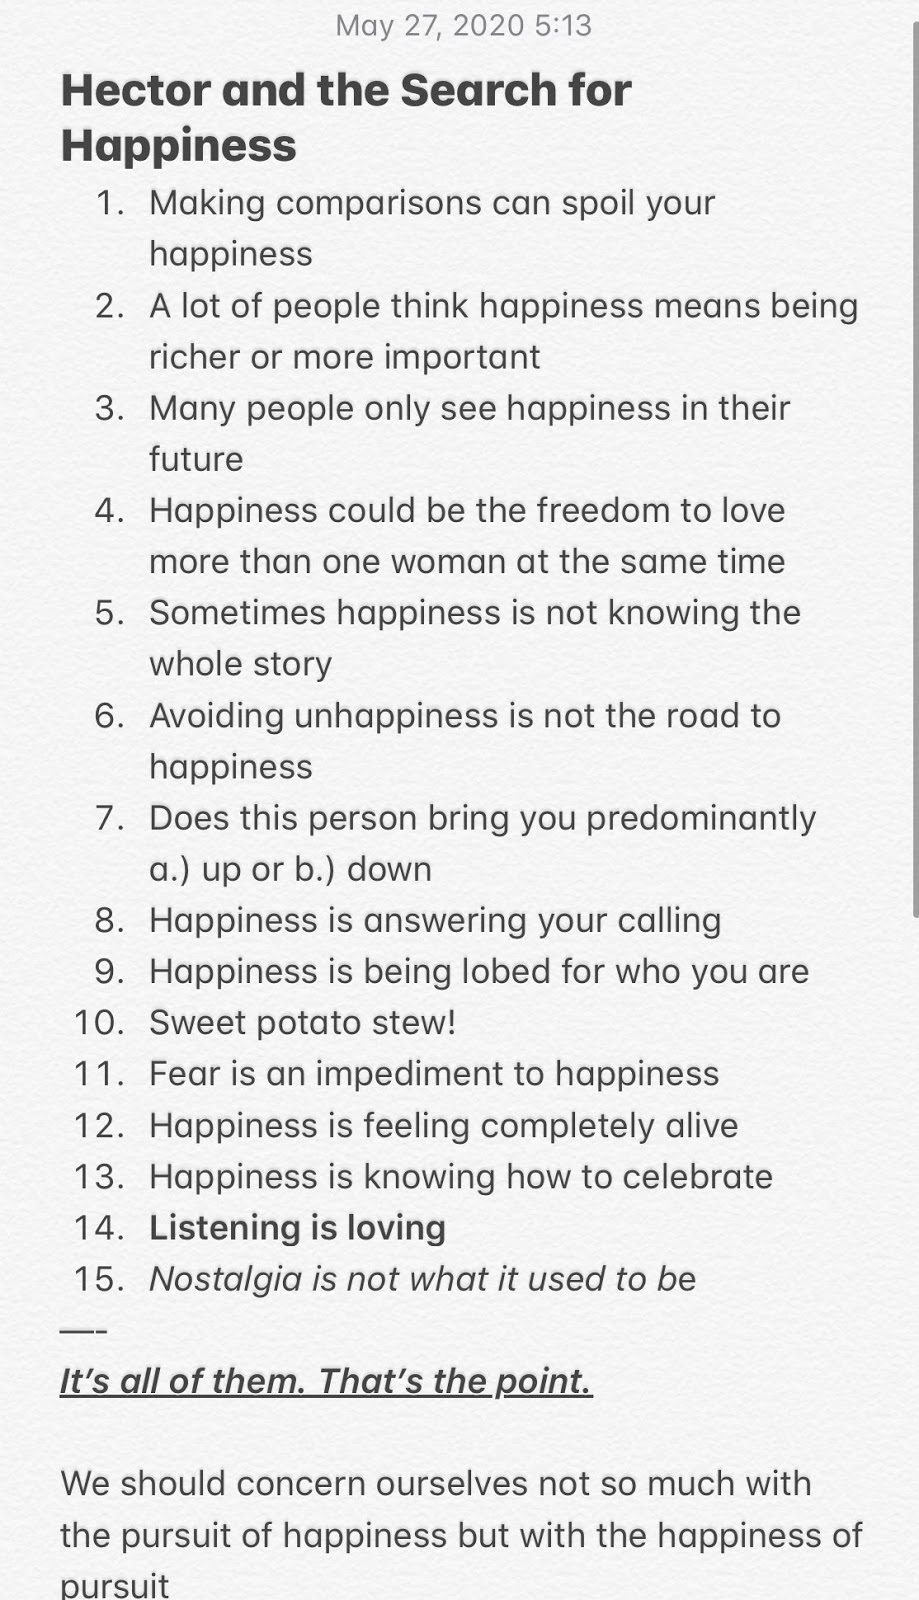 May 27, 2020 5:13
Hector and the Search for
Happiness
1. Making comparisons can spoil your
happiness
2. A lot of people think happiness means being
richer or more important
3. Many people only see happiness in their
future
4. Happiness could be the freedom to love
more than one woman at the same time
5. Sometimes happiness is not knowing the
whole story
6. Avoiding unhappiness is not the road to
happiness
7. Does this person bring you predominantly
a.) up or b.) down
8. Happiness is answering your calling
9. Happiness is being lobed for who you are
10. Sweet potato stew!
11. Fear is an impediment to happiness
12. Happiness is feeling completely alive
13. Happiness is knowing how to celebrate
14. Listening is loving
15. Nostalgia is not what it used to be
—-
It’s all of them. That’s the point.
We should concern ourselves not so much with
the pursuit of happiness but with the happiness of
pursuit